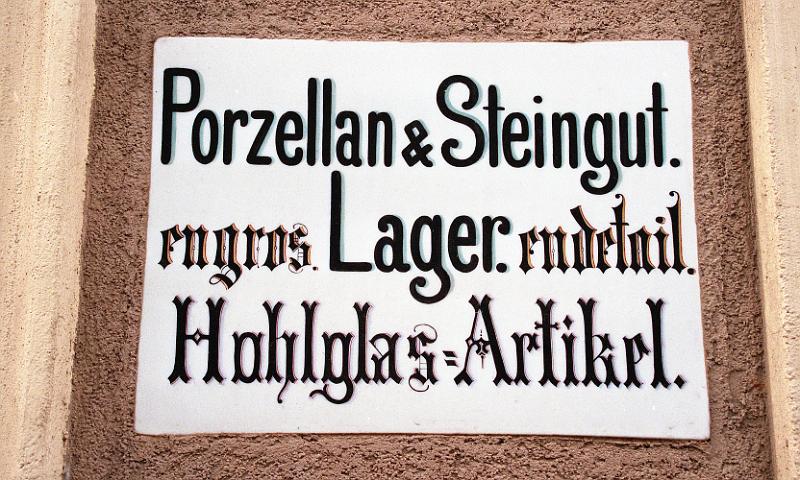 Porzellan & Steingut.
engros. Lager. endetail.
Hohlglas=Artikel.